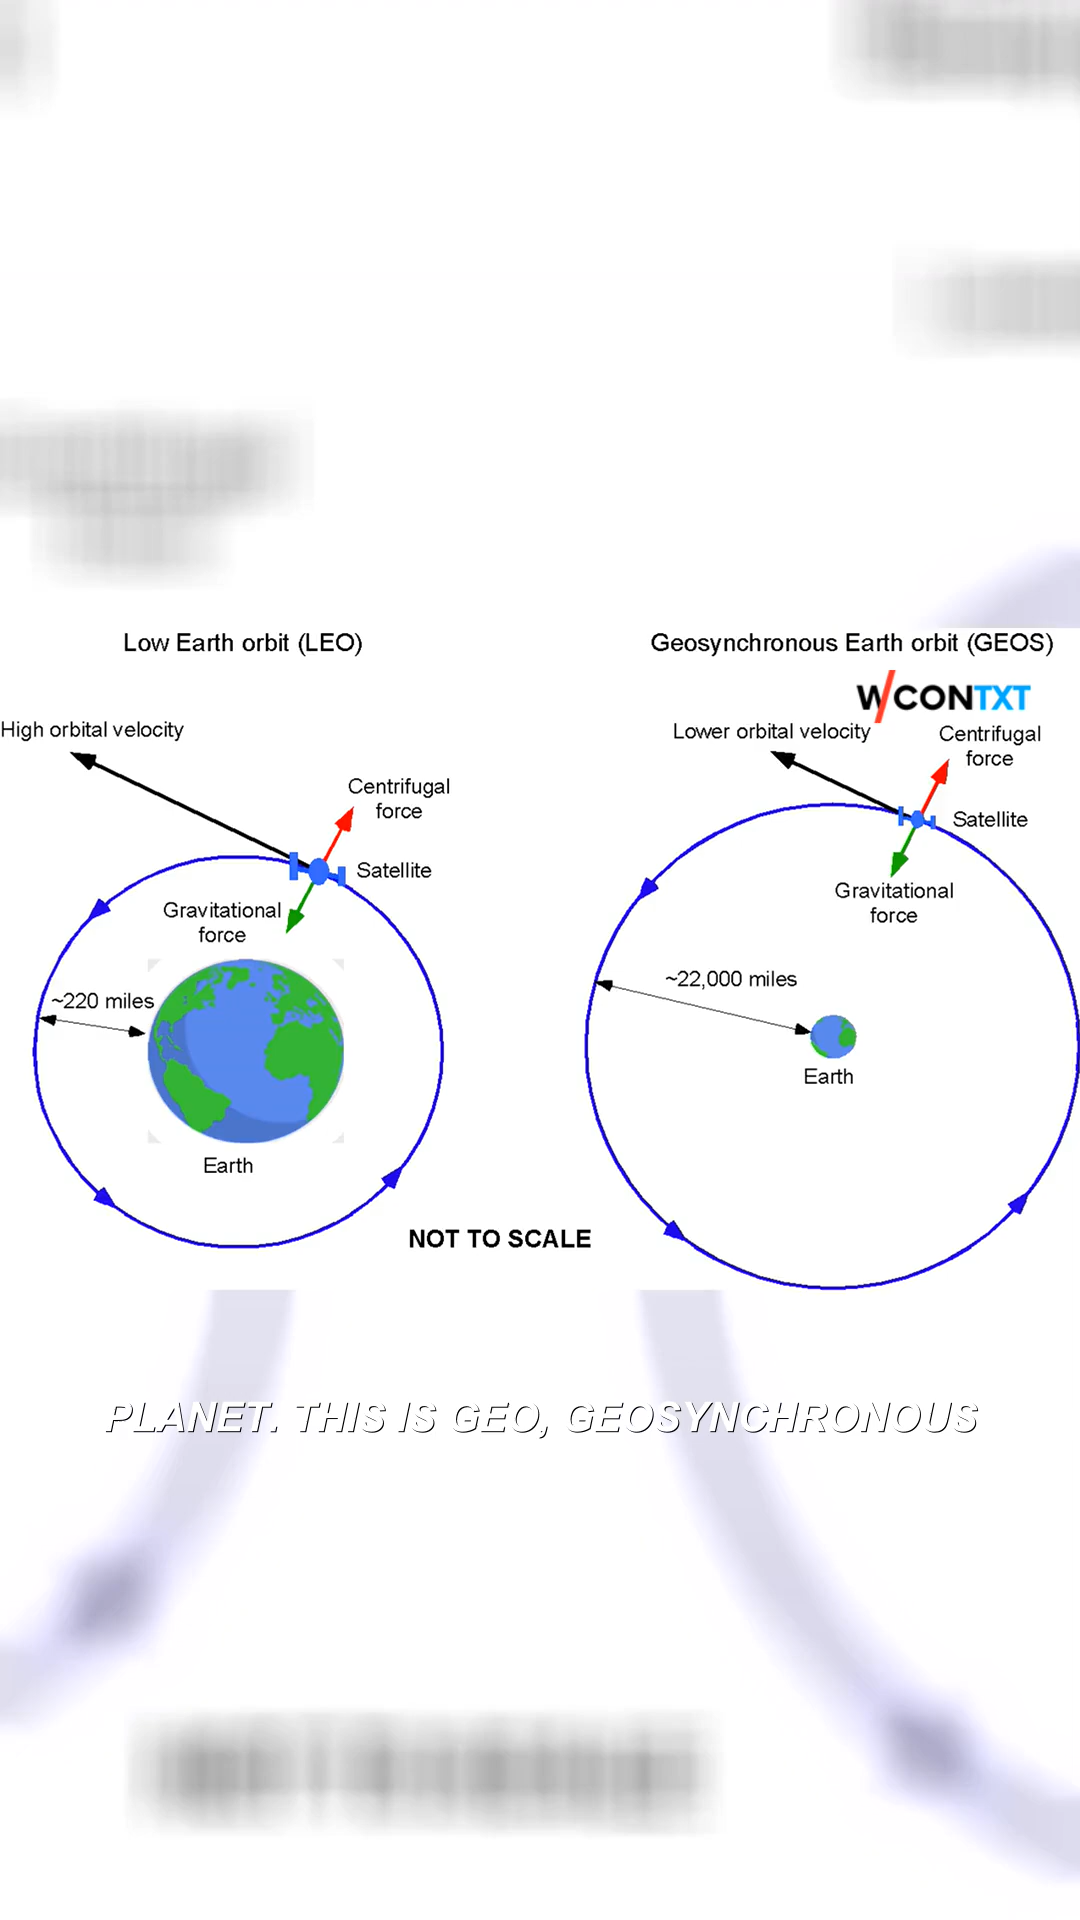 Low Earth orbit (LEO)
Geosynchronous Earth orbit (GEOS)
W/CONTXT
High orbital velocity
Lower orbital velocity
Centrifugal
force
Centrifugal
force
Satellite
Satellite
Gravitational
force
Gravitational
force
~220 miles
~22,000 miles
Earth
Earth
NOT TO SCALE
PLANET. THIS IS GEO, GEOSYNCHRONOUS